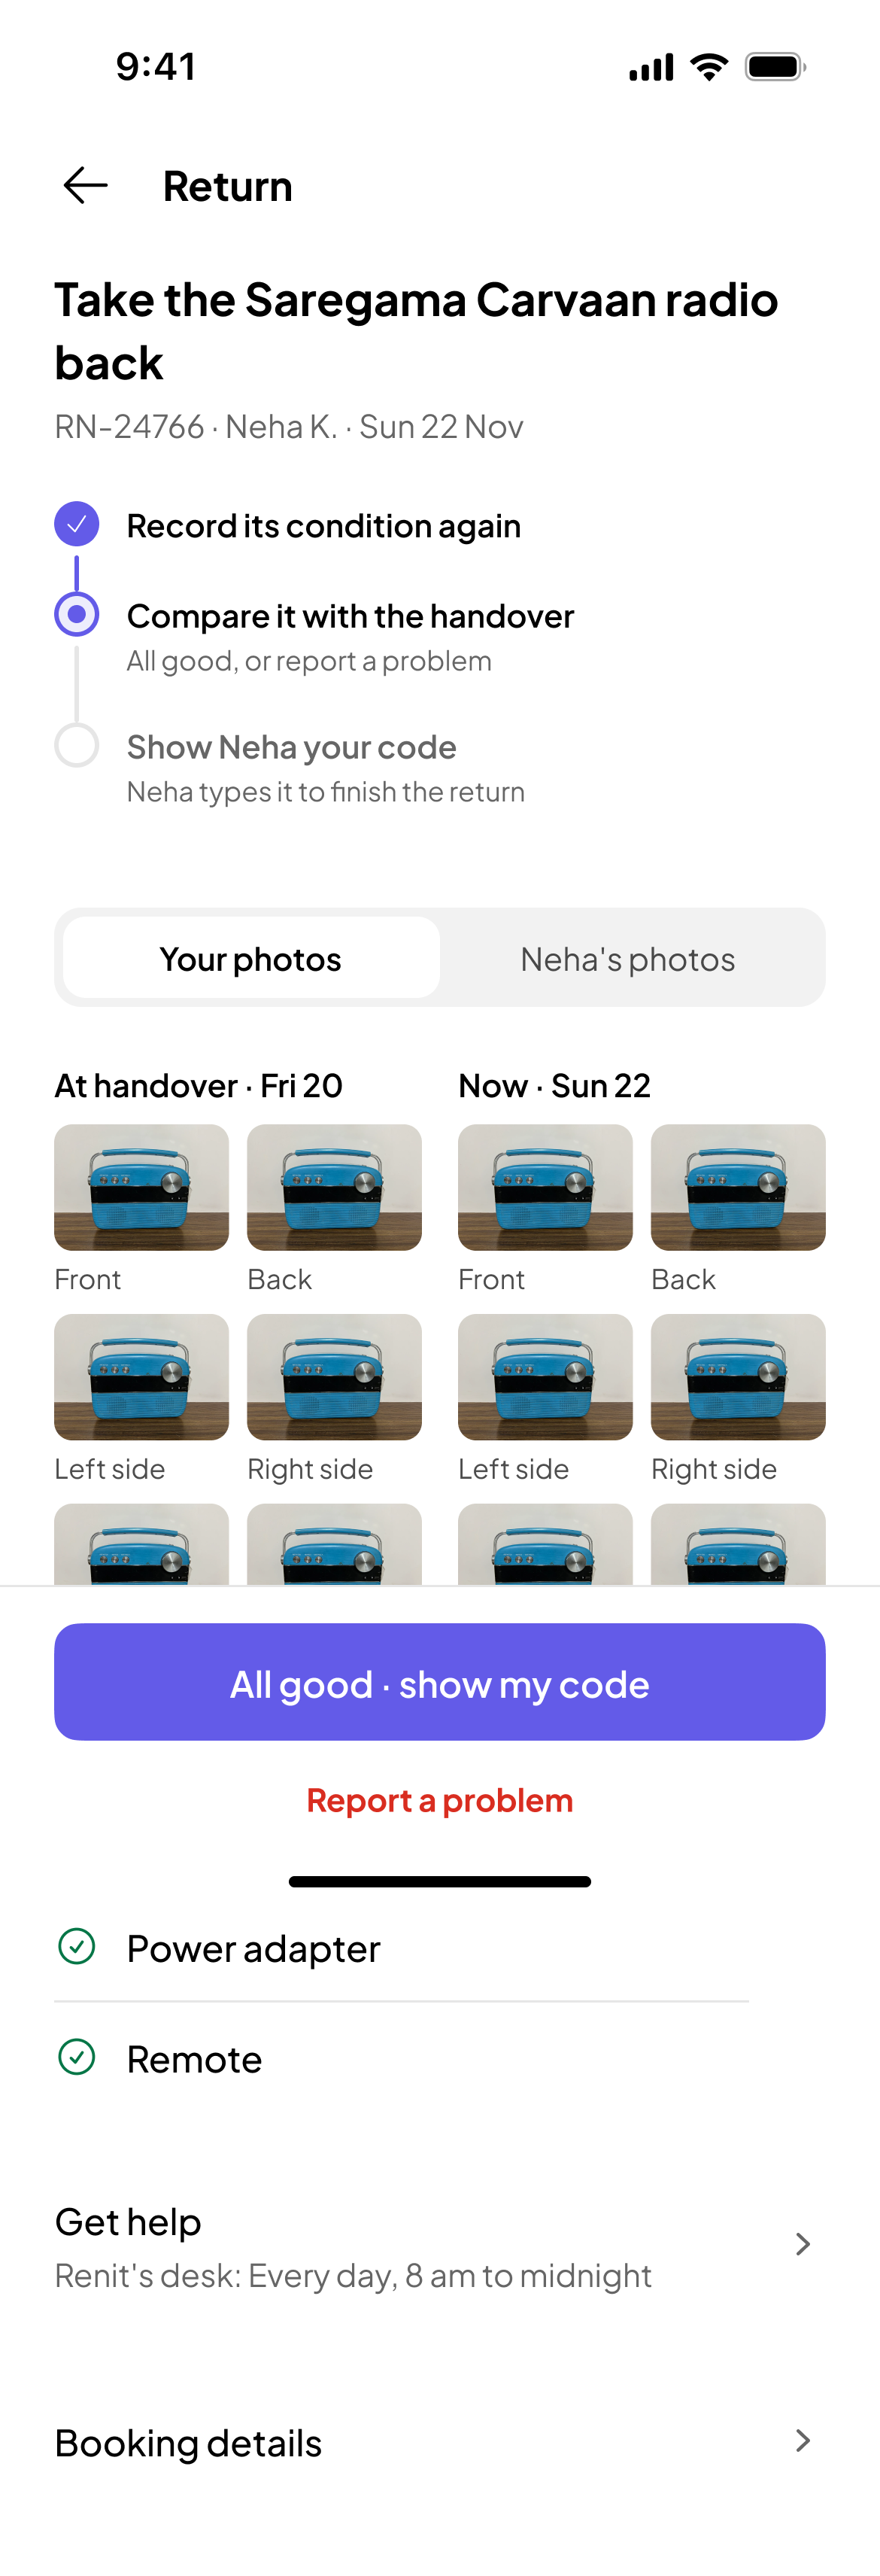 9:41
Return
Take the Saregama Carvaan radio
back
RN-24766 · Neha K. · Sun 22 Nov
Record its condition again
Compare it with the handover
All good, or report a problem
Show Neha your code
Neha types it to finish the return
Your photos
Neha's photos
At handover · Fri 20
Now · Sun 22
Front
Back
Front
Back
Left side
Right side
Left side
Right side
All good · show my code
Report a problem
Power adapter
Remote
Get help
Renit's desk: Every day, 8 am to midnight
Booking details